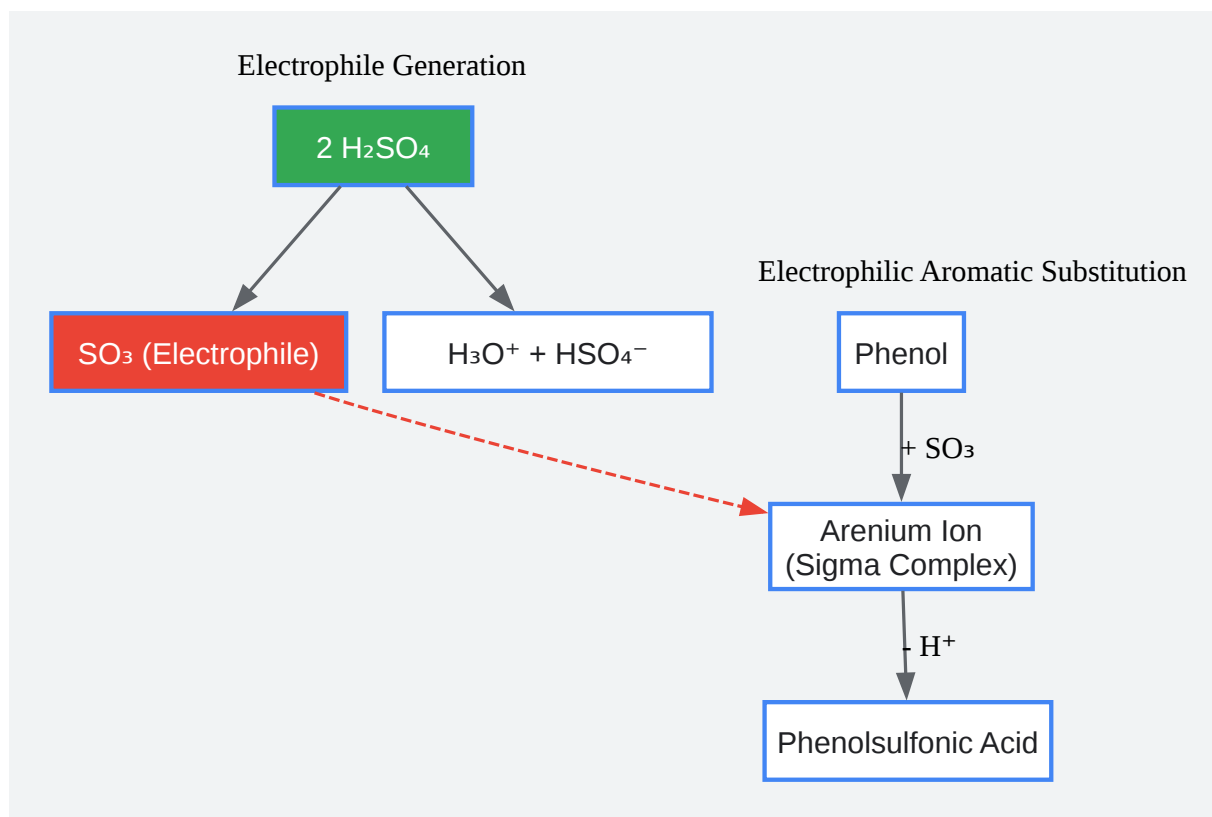 Electrophile Generation
2 H₂SO₄
SO₃ (Electrophile)
H₃O⁺ + HSO₄⁻
Electrophilic Aromatic Substitution
Phenol
+ SO₃
Arenium Ion
(Sigma Complex)
- H⁺
Phenolsulfonic Acid